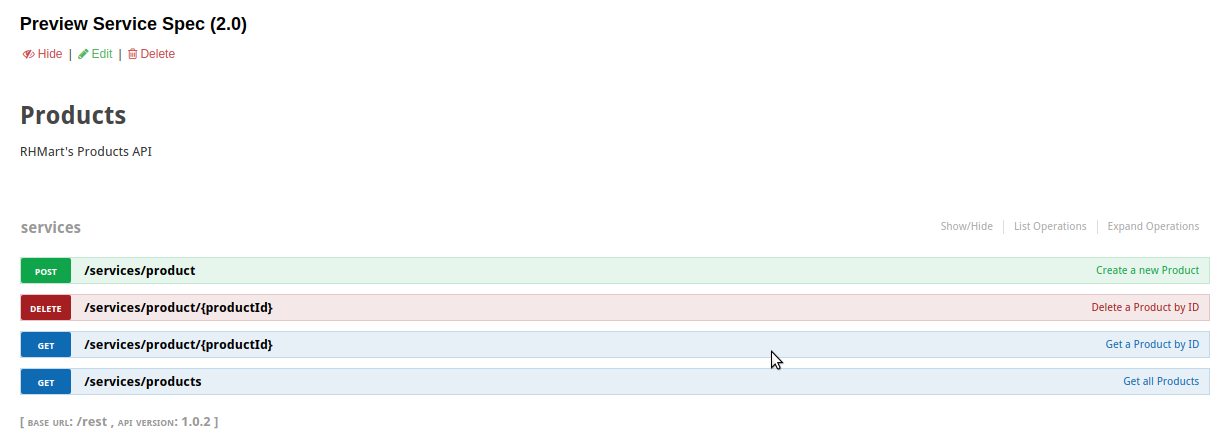 Preview Service Spec (2.0)
Hide | Edit | Delete
Products
RHMart's Products API
services Show/Hide List Operations Expand Operations
POST /services/product Create a new Product
DELETE /services/product/{productId} Delete a Product by ID
GET /services/product/{productId} Get a Product by ID
GET /services/products Get all Products
[ BASE URL: /rest , API VERSION: 1.0.2 ]